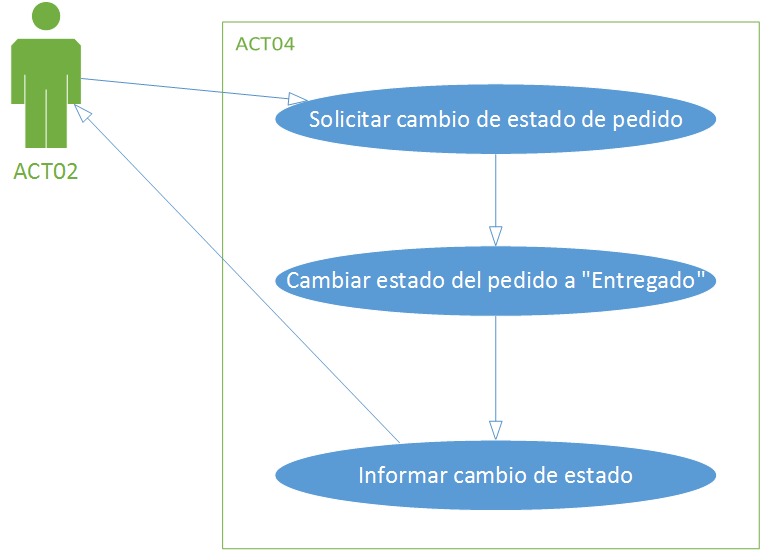 ACT04
Solicitar cambio de estado de pedido
ACT02
Cambiar estado del pedido a "Entregado"
Informar cambio de estado